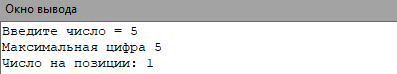 Окно вывода
Введите число = 5
Максимальная цифра 5
Число на позиции: 1